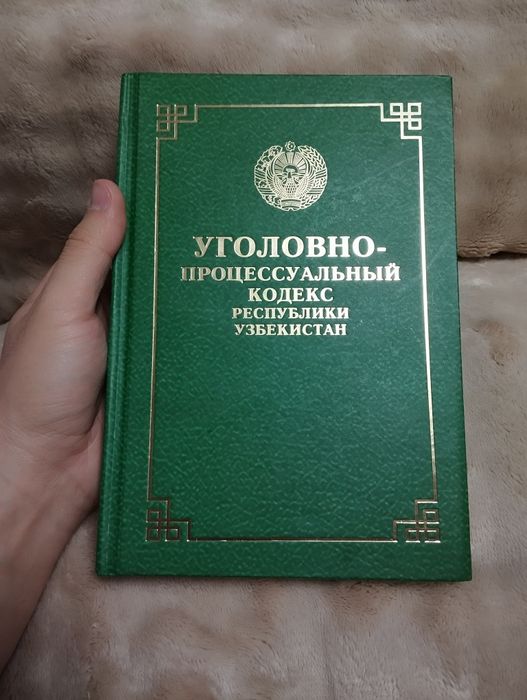 УГОЛОВНО-
ПРОЦЕССУАЛЬНЫЙ
КОДЕКС
РЕСПУБЛИКИ
УЗБЕКИСТАН